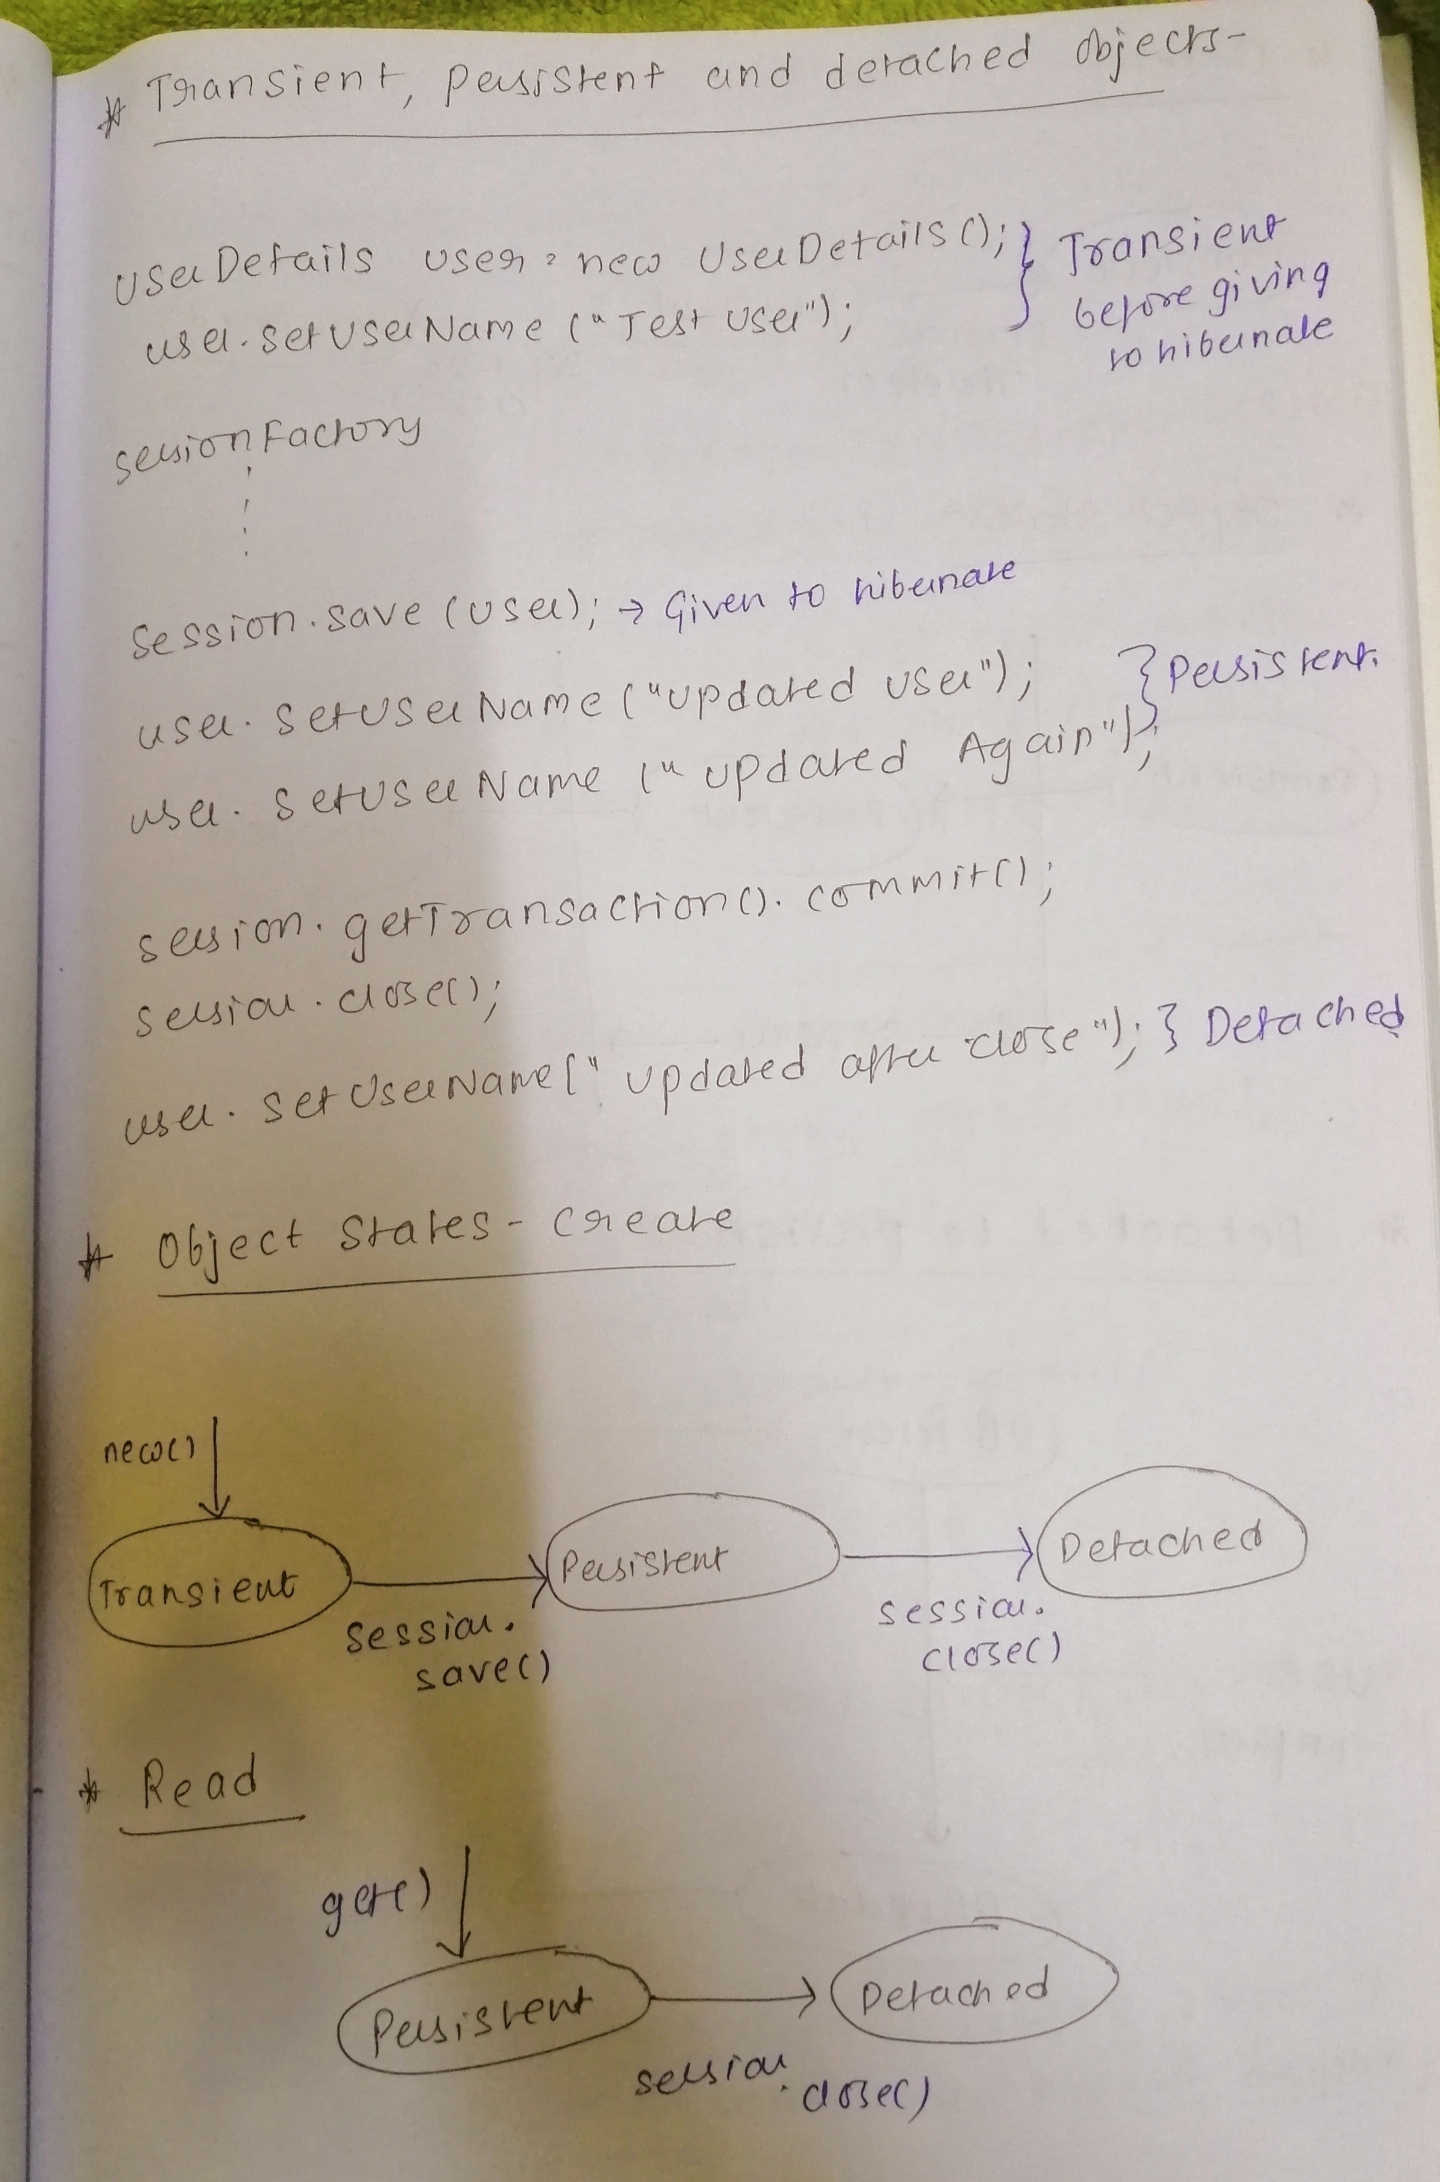 * Transient, persistent and detached objects-
UserDetails user = new UserDetails(); } Transient
before giving
to hibernate
user.setUserName ("Test User");
sessionFactory
session.save (user); → Given to hibernate
user.setUserName ("updated user"); } Persistent.
user.setUserName ("updated Again");
session.getTransaction().commit();
session.close();
user.setUserName(" updated after close"); } Detached
* Object States - Create
new()
Transient
Persistent
Detached
session.
save()
session.
close()
* Read
get()
Persistent
Detached
session.
close()